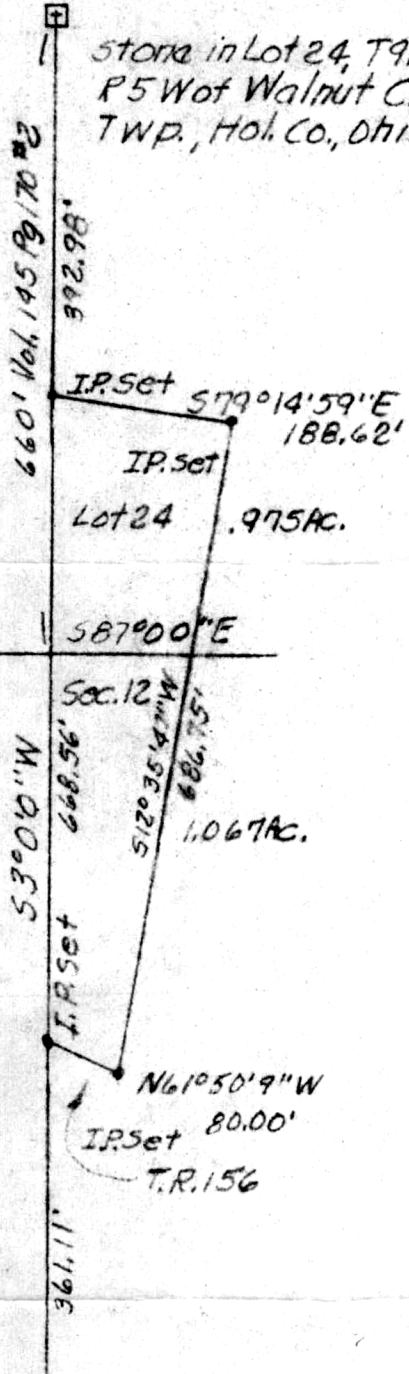 stone in Lot 24, T9
R5 W of Walnut C
Twp., Hol. Co., Ohi
660' Vol. 145 Pg 170 #2
392.98'
I.P. Set
S79°14'59"E
188.62'
I.P. Set
Lot 24
.975 AC.
S87°00"E
Sec. 12
S3°0'0"W
668.56'
S12°35'47"W
686.75'
1.067 AC.
I.P. Set
N61°50'9"W
80.00'
I.P. Set
T.R. 156
361.11'